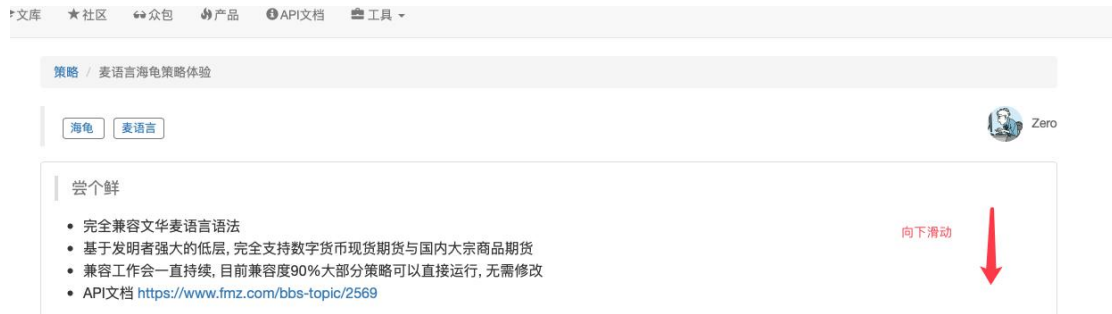 文库 ★社区 众包 产品 API文档 工具
策略 / 麦语言海龟策略体验
海龟 麦语言
Zero
尝个鲜
• 完全兼容文华麦语言语法
• 基于发明者强大的低层, 完全支持数字货币现货期货与国内大宗商品期货
向下滑动
• 兼容工作会一直持续, 目前兼容度90%大部分策略可以直接运行, 无需修改
• API文档 https://www.fmz.com/bbs-topic/2569